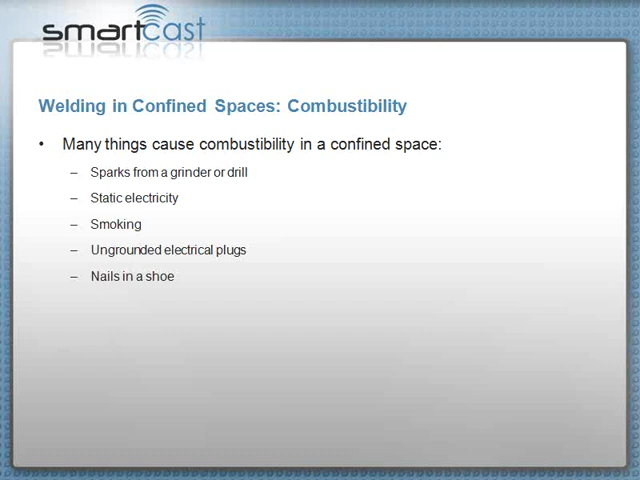 smartcast
Welding in Confined Spaces: Combustibility
• Many things cause combustibility in a confined space:
– Sparks from a grinder or drill
– Static electricity
– Smoking
– Ungrounded electrical plugs
– Nails in a shoe